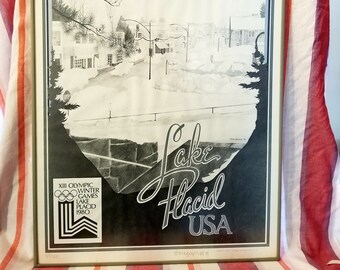 Lake
Placid
USA
XIII OLYMPIC
WINTER
GAMES
LAKE
PLACID
1980